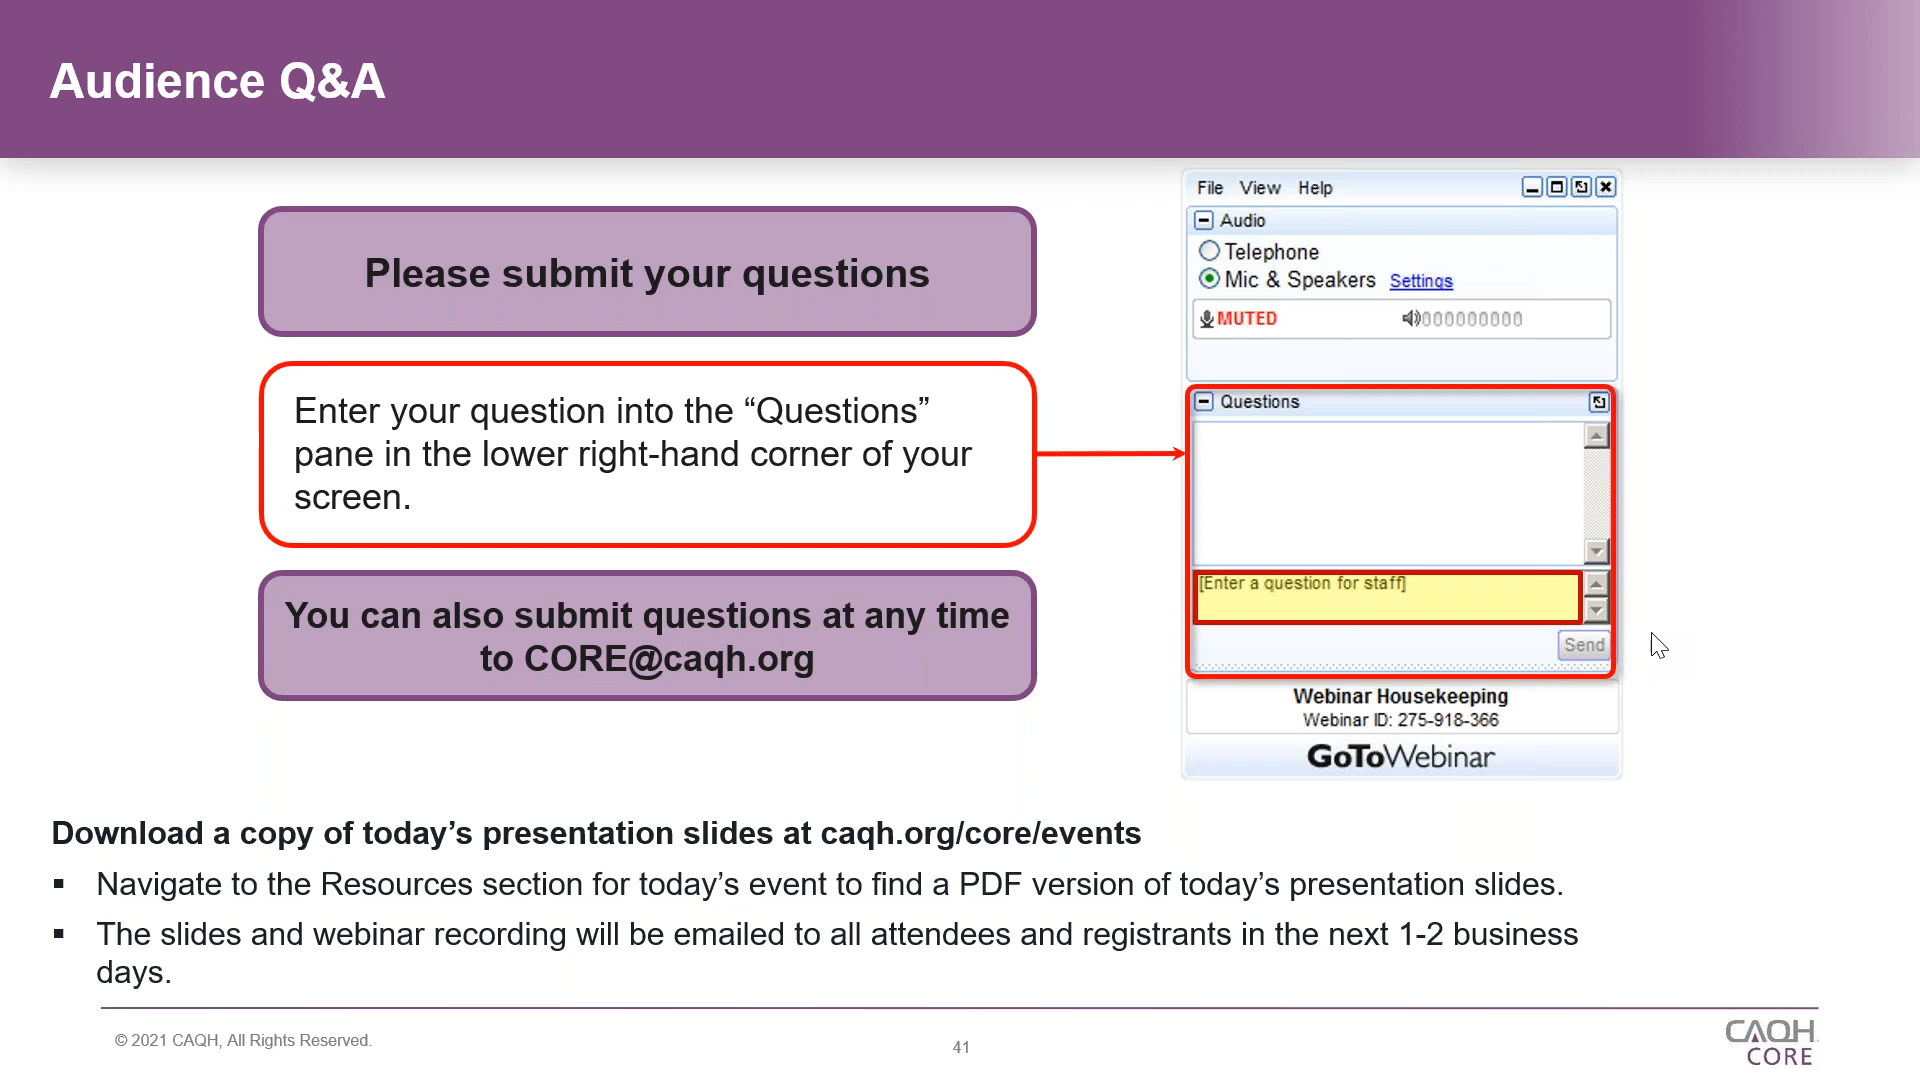 Audience Q&A
Please submit your questions
Enter your question into the “Questions”
pane in the lower right-hand corner of your
screen.
You can also submit questions at any time
to CORE@caqh.org
File View Help
Audio
Telephone
Mic & Speakers Settings
MUTED 000000000
Questions
[Enter a question for staff]
Send
Webinar Housekeeping
Webinar ID: 275-918-366
GoToWebinar
Download a copy of today’s presentation slides at caqh.org/core/events
▪ Navigate to the Resources section for today’s event to find a PDF version of today’s presentation slides.
▪ The slides and webinar recording will be emailed to all attendees and registrants in the next 1-2 business
days.
© 2021 CAQH, All Rights Reserved.
41
CAQH
CORE